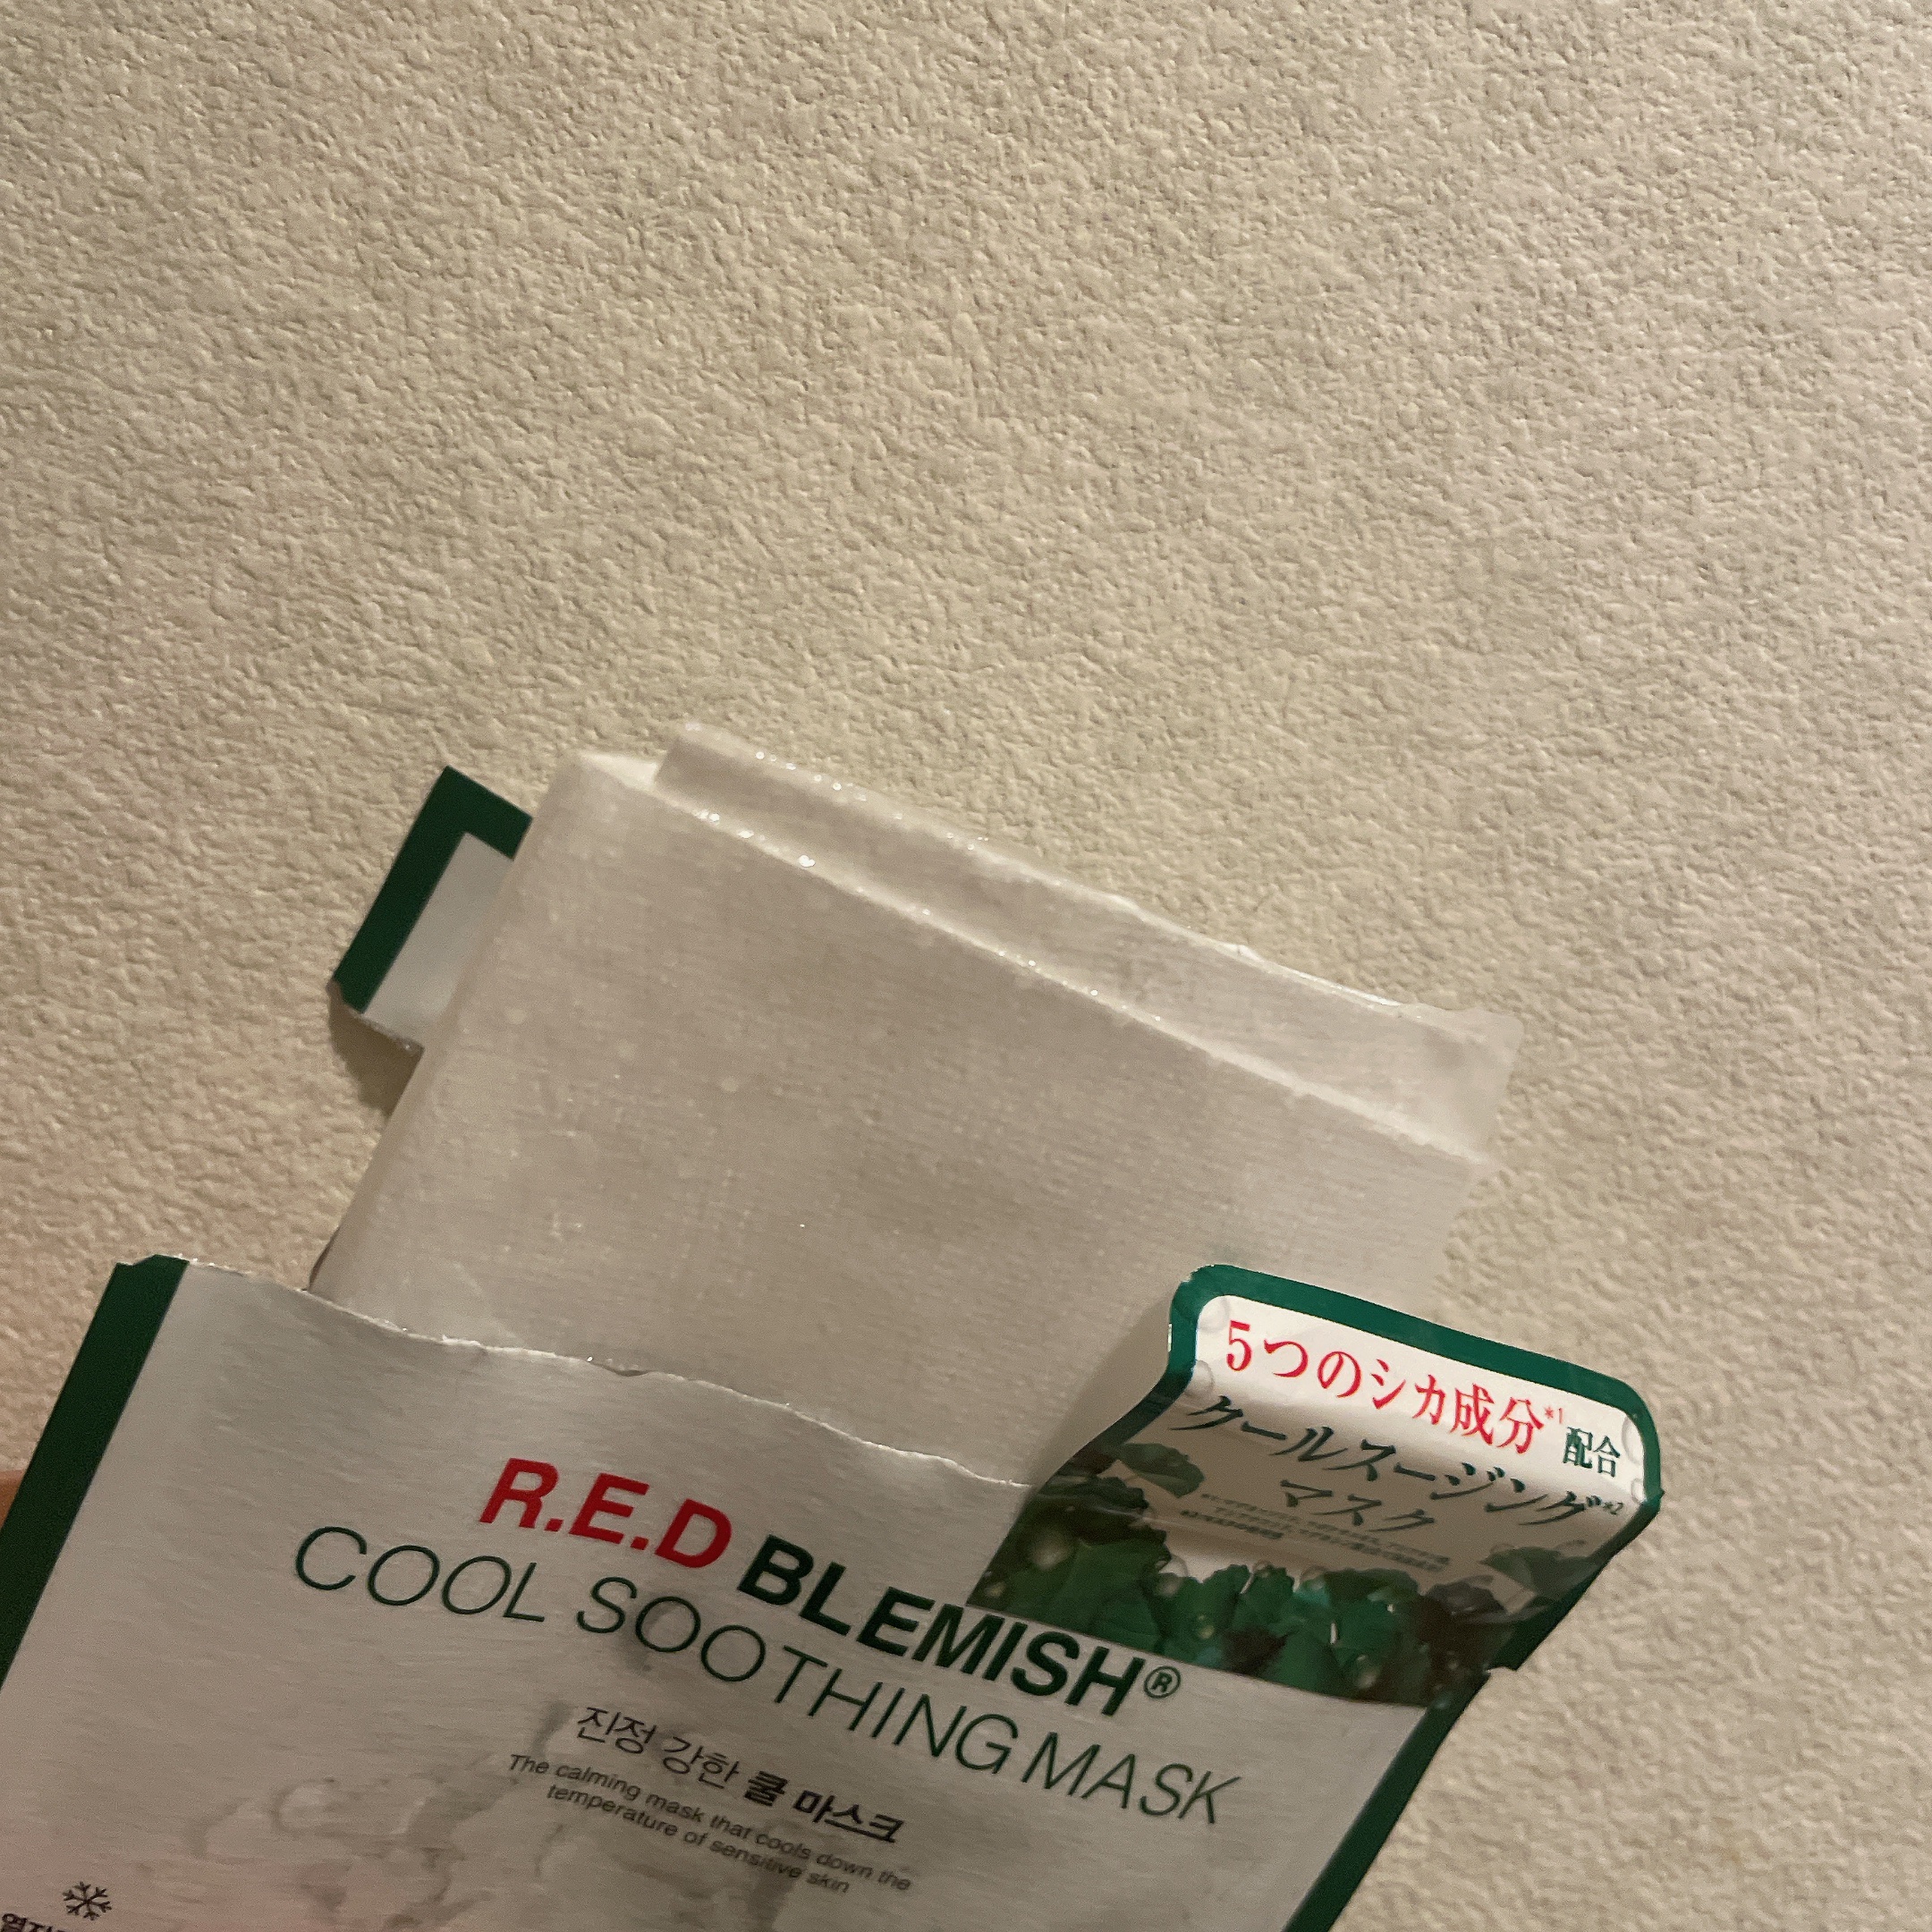 5つのシカ成分*1 配合
クールスージング*2
マスク
R.E.D BLEMISH®
COOL SOOTHING MASK
진정 강한 쿨 마스크
The calming mask that cools down the
temperature of sensitive skin